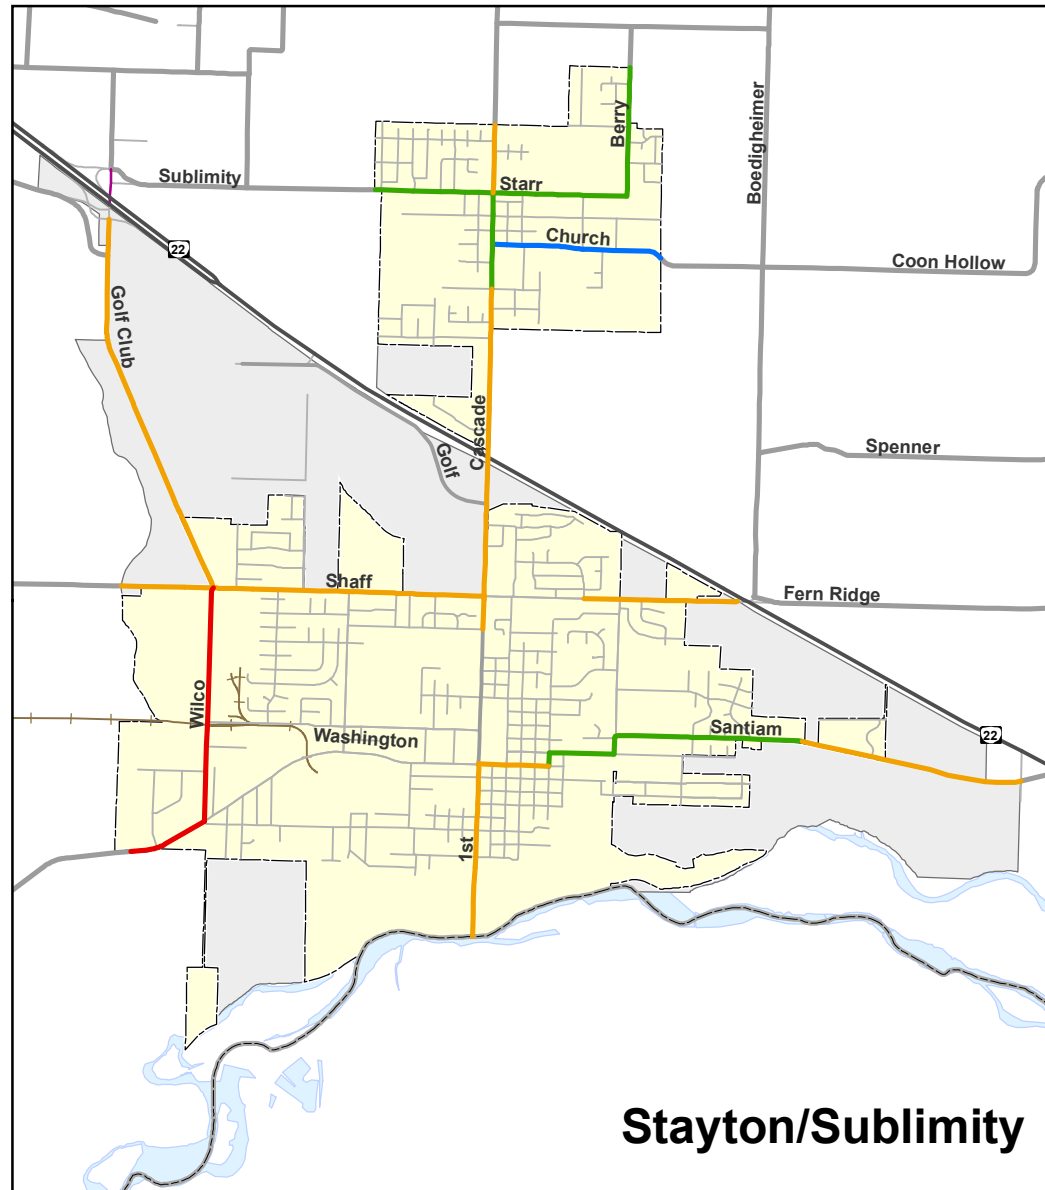 Berry
Boedigheimer
Sublimity
Starr
Church
22
Coon Hollow
Golf Club
Cascade
Golf
Spenner
Shaff
Fern Ridge
Wilco
Washington
Santiam
22
1st
Stayton/Sublimity